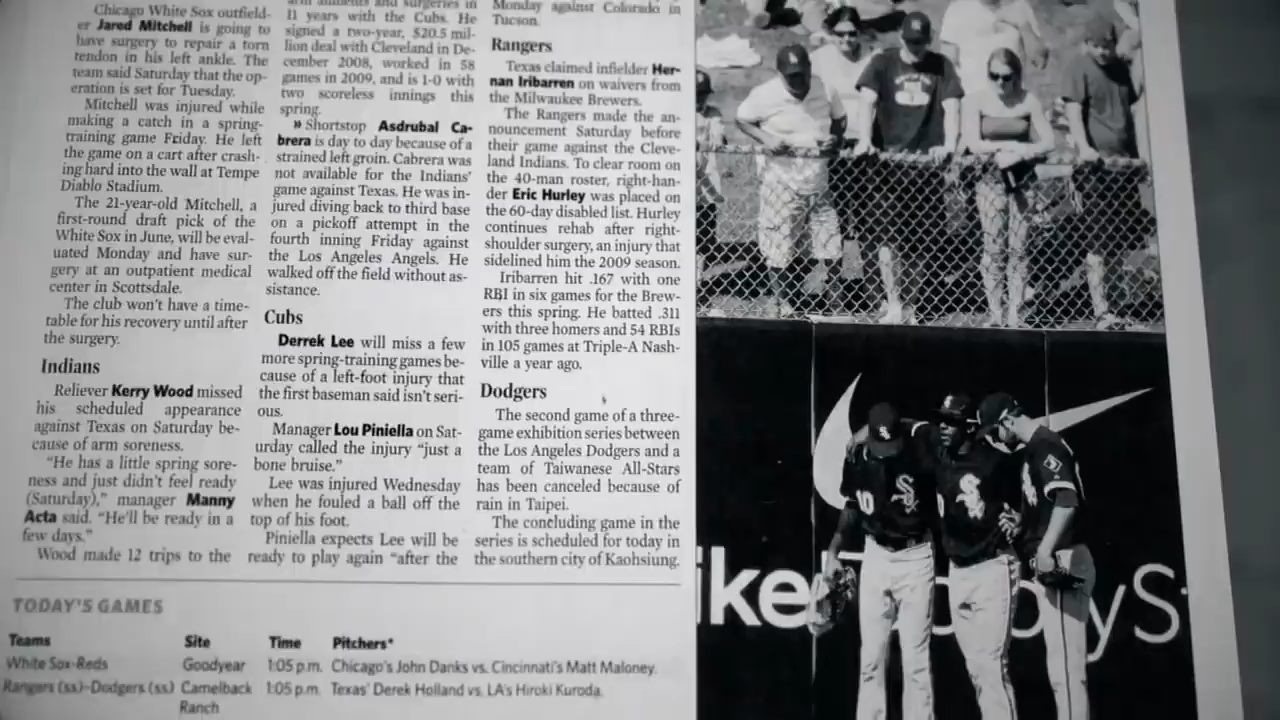 Chicago White Sox outfield-
er Jared Mitchell is going to
have surgery to repair a torn
tendon in his left ankle. The
team said Saturday that the op-
eration is set for Tuesday.
Mitchell was injured while
making a catch in a spring-
training game Friday. He left
the game on a cart after crash-
ing hard into the wall at Tempe
Diablo Stadium.
The 21-year-old Mitchell, a
first-round draft pick of the
White Sox in June, will be eval-
uated Monday and have sur-
gery at an outpatient medical
center in Scottsdale.
The club won't have a time-
table for his recovery until after
the surgery.
Indians
Reliever Kerry Wood missed
his scheduled appearance
against Texas on Saturday be-
cause of arm soreness.
"He has a little spring sore-
ness and just didn't feel ready
(Saturday)," manager Manny
Acta said. "He'll be ready in a
few days."
Wood made 12 trips to the
and surgeries in
11 years with the Cubs. He
signed a two-year, $20.5 mil-
lion deal with Cleveland in De-
cember 2008, worked in 58
games in 2009, and is 1-0 with
two scoreless innings this
spring.
» Shortstop Asdrubal Ca-
brera is day to day because of a
strained left groin. Cabrera was
not available for the Indians'
game against Texas. He was in-
jured diving back to third base
on a pickoff attempt in the
fourth inning Friday against
the Los Angeles Angels. He
walked off the field without as-
sistance.
Cubs
Derrek Lee will miss a few
more spring-training games be-
cause of a left-foot injury that
the first baseman said isn't seri-
ous.
Manager Lou Piniella on Sat-
urday called the injury "just a
bone bruise."
Lee was injured Wednesday
when he fouled a ball off the
top of his foot.
Piniella expects Lee will be
ready to play again "after the
Monday against Colorado in
Tucson.
Rangers
Texas claimed infielder Her-
nan Iribarren on waivers from
the Milwaukee Brewers.
The Rangers made the an-
nouncement Saturday before
their game against the Cleve-
land Indians. To clear room on
the 40-man roster, right-han-
der Eric Hurley was placed on
the 60-day disabled list. Hurley
continues rehab after right-
shoulder surgery, an injury that
sidelined him the 2009 season.
Iribarren hit .167 with one
RBI in six games for the Brew-
ers this spring. He batted .311
with three homers and 54 RBIs
in 105 games at Triple-A Nash-
ville a year ago.
Dodgers
The second game of a three-
game exhibition series between
the Los Angeles Dodgers and a
team of Taiwanese All-Stars
has been canceled because of
rain in Taipei.
The concluding game in the
series is scheduled for today in
the southern city of Kaohsiung.
TODAY'S GAMES
Teams Site Time Pitchers*
White Sox-Reds Goodyear 1:05 p.m. Chicago's John Danks vs. Cincinnati's Matt Maloney.
Rangers (ss)-Dodgers (ss) Camelback 1:05 p.m. Texas' Derek Holland vs. LA's Hiroki Kuroda.
Ranch